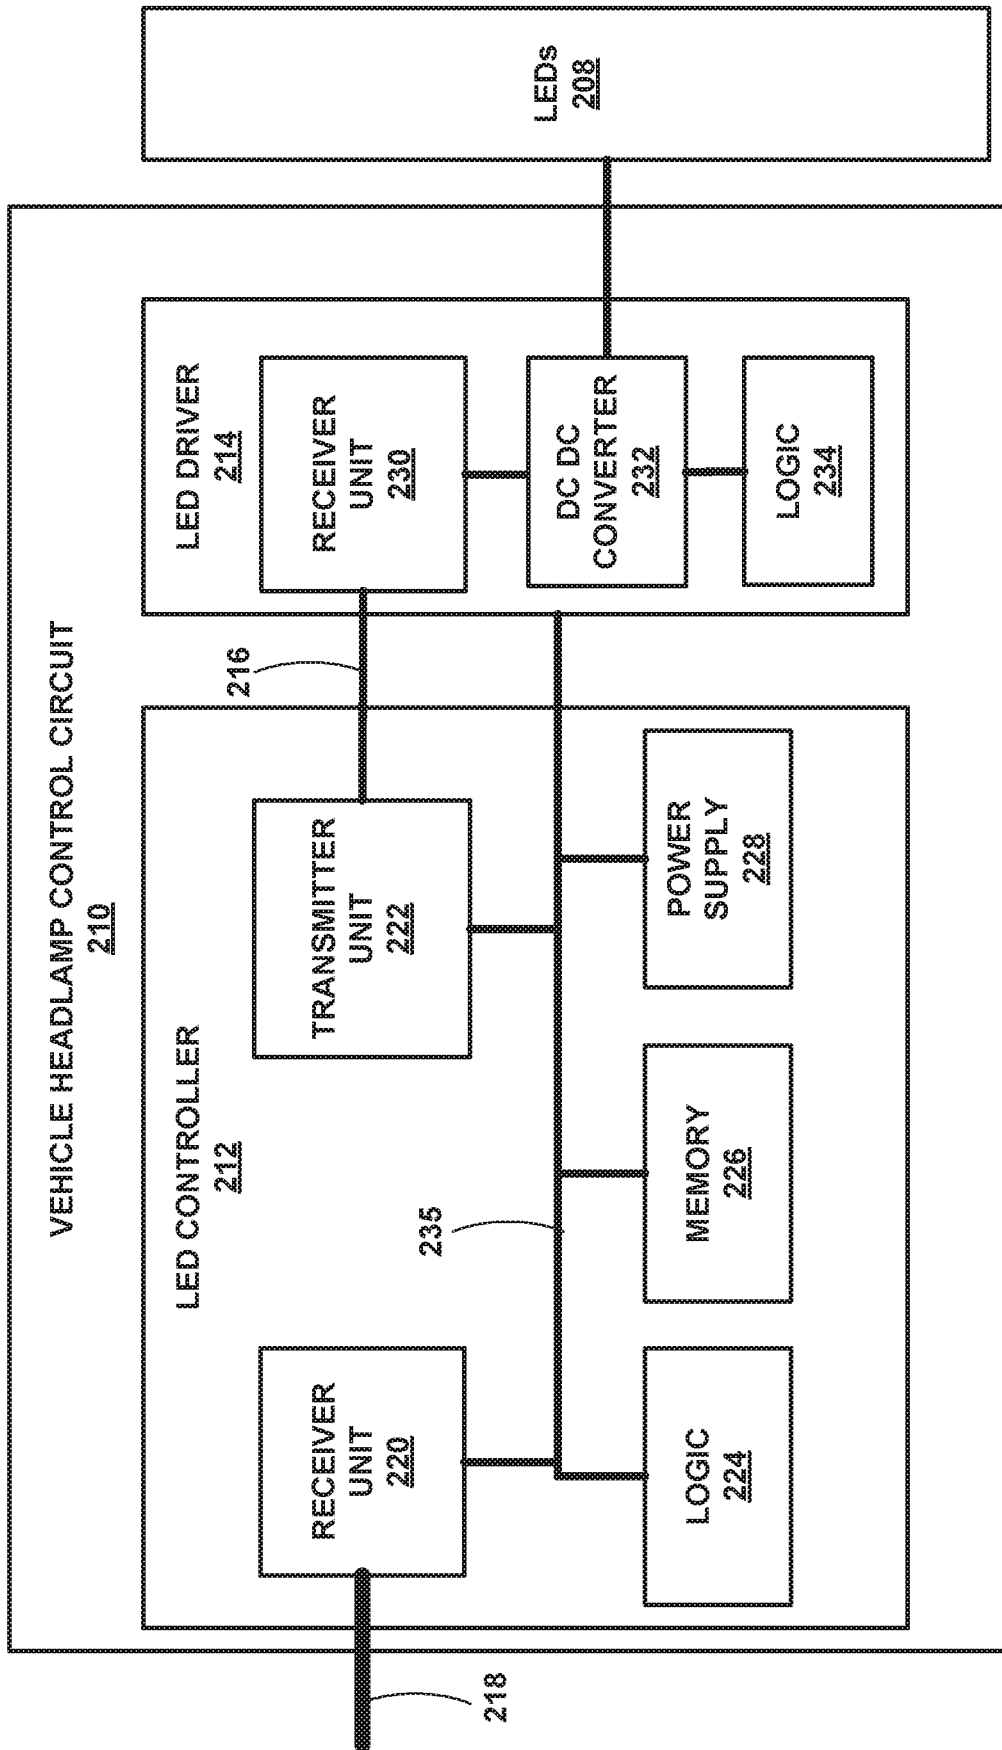 VEHICLE HEADLAMP CONTROL CIRCUIT
210
LED CONTROLLER
212
RECEIVER
UNIT
220
TRANSMITTER
UNIT
222
216
218
235
LOGIC
224
MEMORY
226
POWER
SUPPLY
228
LED DRIVER
214
RECEIVER
UNIT
230
DC DC
CONVERTER
232
LOGIC
234
LEDs
208